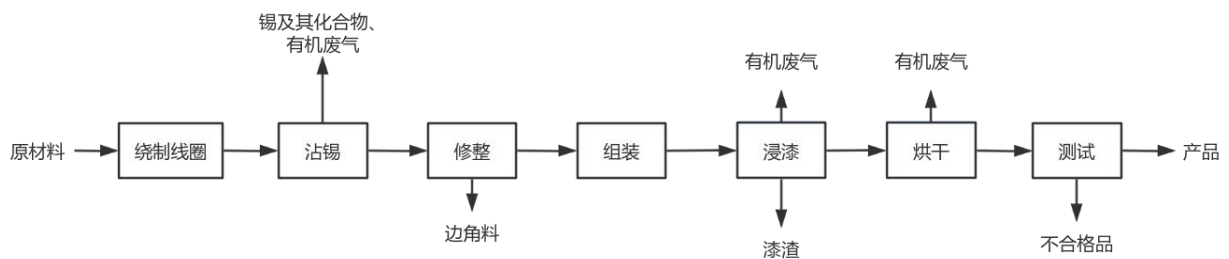 锡及其化合物、
有机废气
有机废气
有机废气
原材料
绕制线圈
沾锡
修整
组装
浸漆
烘干
测试
产品
边角料
漆渣
不合格品